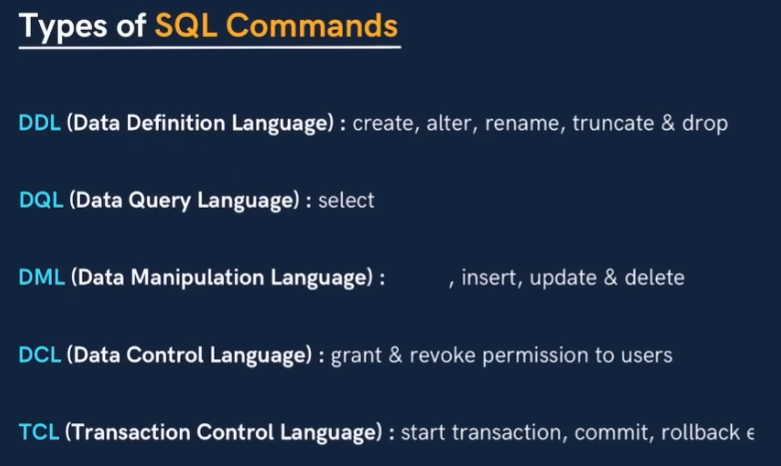 Types of SQL Commands
DDL (Data Definition Language) : create, alter, rename, truncate & drop
DQL (Data Query Language) : select
DML (Data Manipulation Language) : , insert, update & delete
DCL (Data Control Language) : grant & revoke permission to users
TCL (Transaction Control Language) : start transaction, commit, rollback